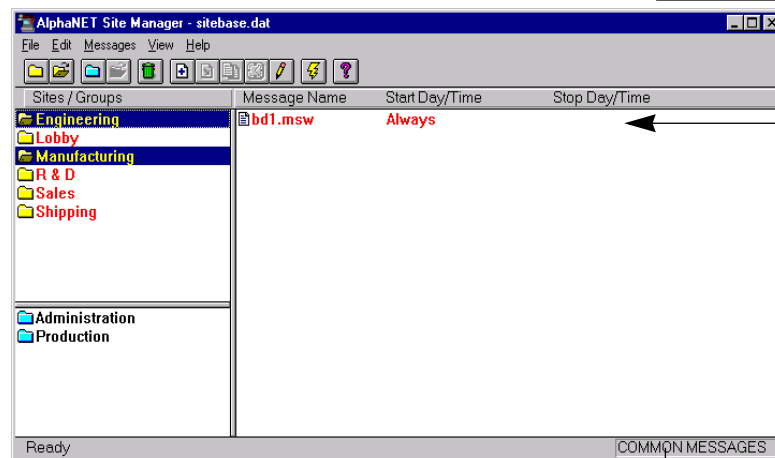 AlphaNET Site Manager - sitebase.dat
File Edit Messages View Help
Sites / Groups Message Name Start Day/Time Stop Day/Time
Engineering bd1.msw Always
Lobby
Manufacturing
R & D
Sales
Shipping
Administration
Production
Ready COMMON MESSAGES